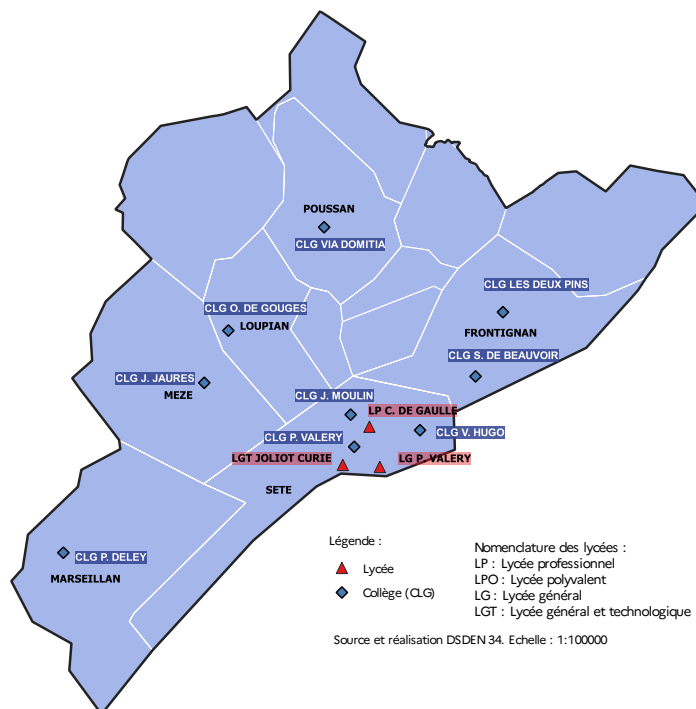 POUSSAN
CLG VIA DOMITIA
CLG LES DEUX PINS
CLG O. DE GOUGES
LOUPIAN
FRONTIGNAN
CLG S. DE BEAUVOIR
CLG J. JAURES
MEZE
CLG J. MOULIN
LP C. DE GAULLE
CLG V. HUGO
CLG P. VALERY
LGT JOLIOT CURIE
LG P. VALERY
SETE
CLG P. DELEY
MARSEILLAN
Légende :
Lycée
Collège (CLG)
Nomenclature des lycées :
LP : Lycée professionnel
LPO : Lycée polyvalent
LG : Lycée général
LGT : Lycée général et technologique
Source et réalisation DSDEN 34. Echelle : 1:100000